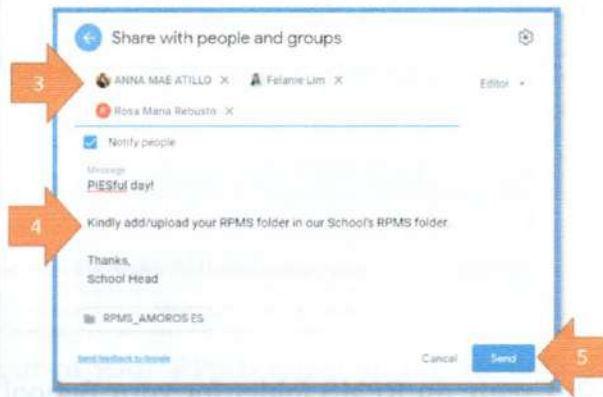 Share with people and groups
3
ANNA MAE ATILLO × Felanie Lim × Editor
Rosa Maria Rebusto ×
Notify people
Message
PIESful day!
4
Kindly add/upload your RPMS folder in our School's RPMS folder.
Thanks,
School Head
RPMS_AMOROS ES
Send feedback to Google Cancel Send
5